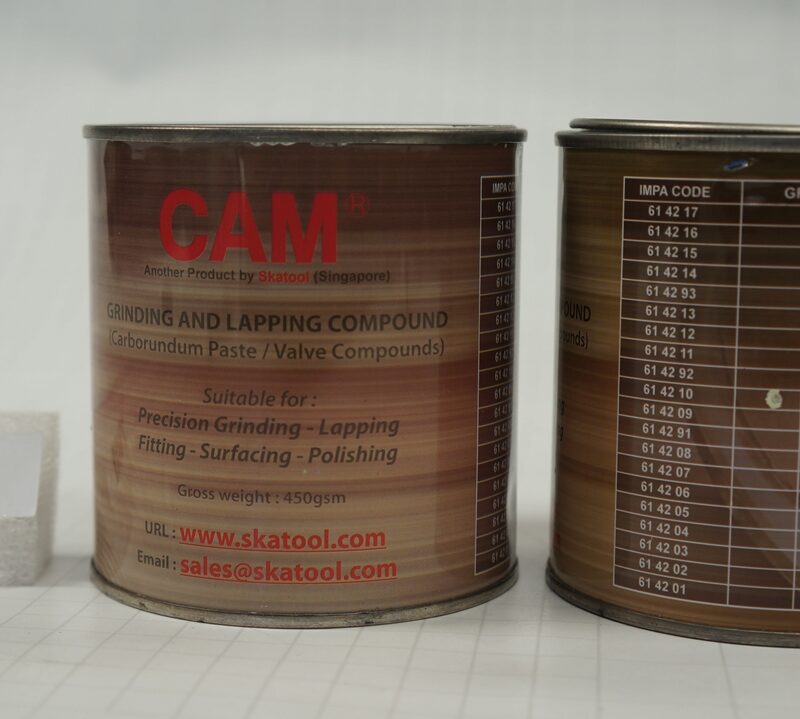 CAM®
Another Product by Skatool (Singapore)
GRINDING AND LAPPING COMPOUND
(Carborundum Paste / Valve Compounds)
Suitable for :
Precision Grinding - Lapping
Fitting - Surfacing - Polishing
Gross weight : 450gsm
URL : www.skatool.com
Email : sales@skatool.com
IMPA CO
IMPA CODE
61 42 17
61 42 16
61 42 15
61 42 14
61 42 93
61 42 13
61 42 12
61 42 11
61 42 92
61 42 10
61 42 09
61 42 91
61 42 08
61 42 07
61 42 06
61 42 05
61 42 04
61 42 03
61 42 02
61 42 01